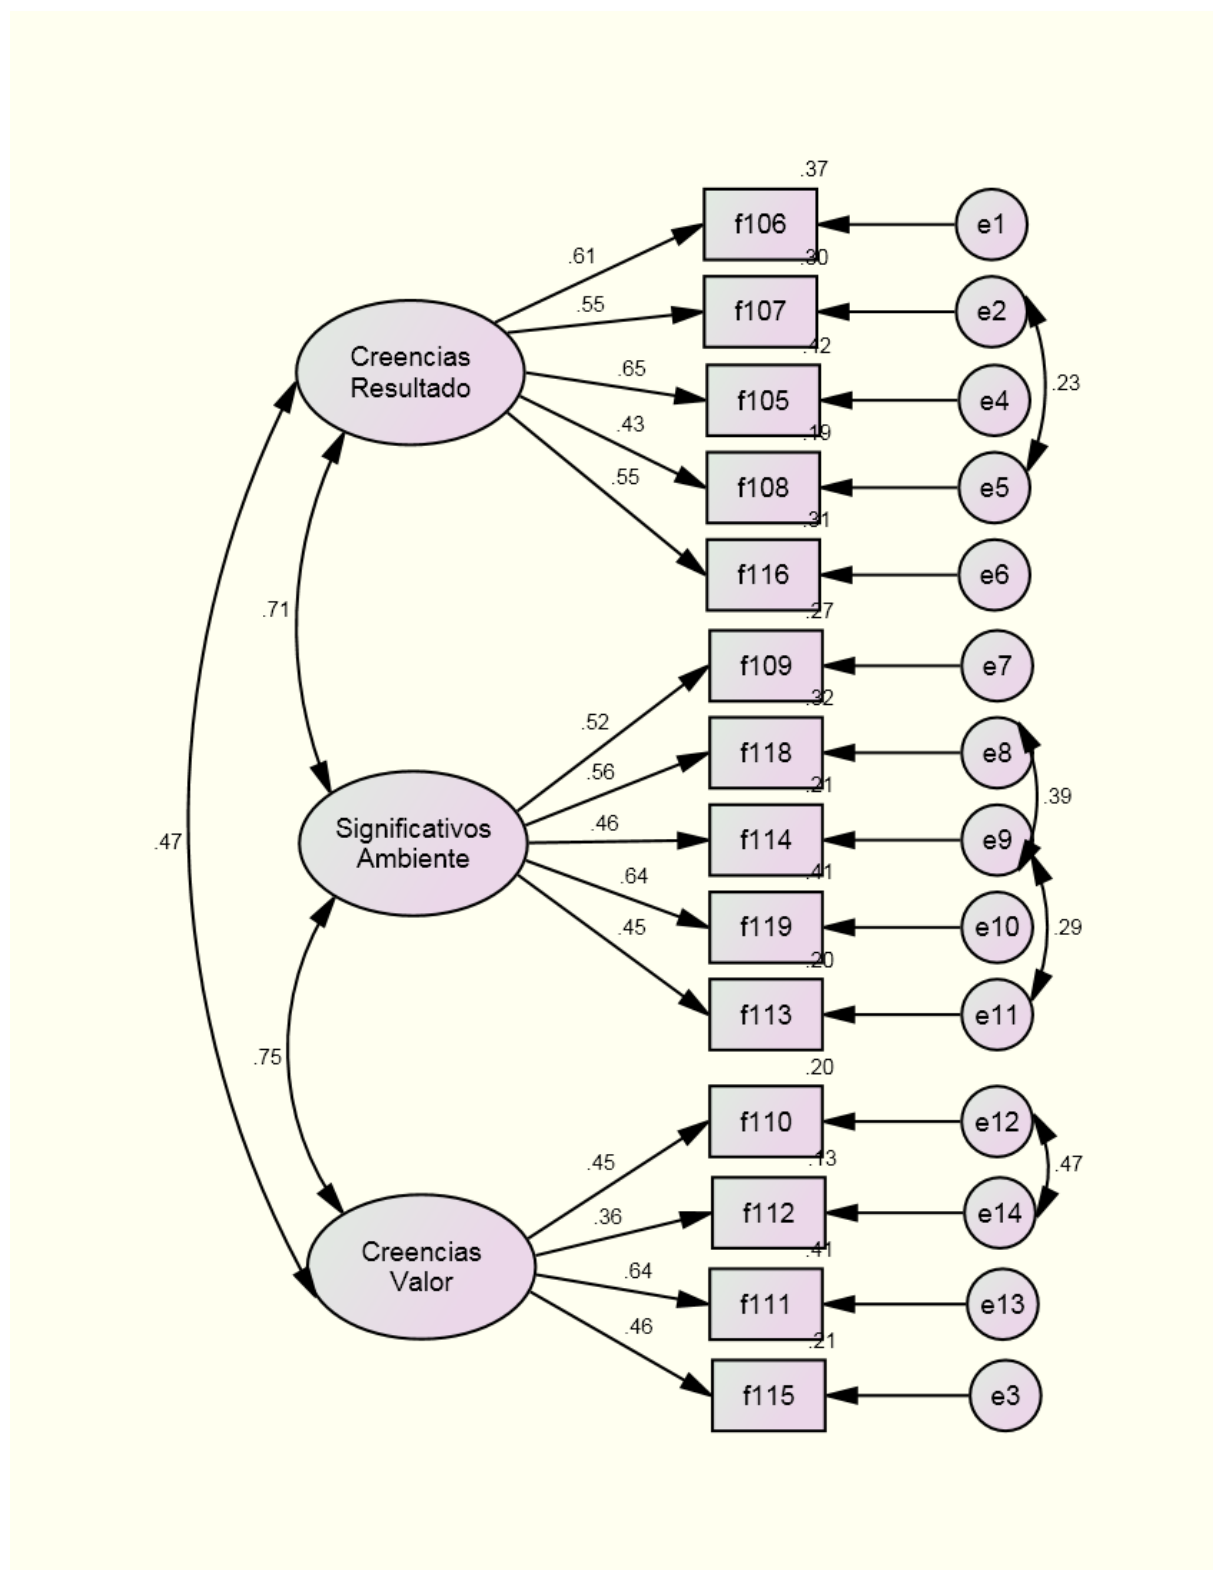 .37
f106
e1
.61
.30
.55
f107
e2
.42
Creencias
Resultado
.65
f105
e4
.23
.43
.19
.55
f108
e5
.31
f116
e6
.71
.27
f109
e7
.32
.52
f118
e8
.56
.21
.39
Significativos
Ambiente
.46
f114
e9
.47
.41
.64
f119
e10
.29
.45
.20
f113
e11
.75
.20
f110
e12
.45
.13
.47
.36
f112
e14
.41
Creencias
Valor
.64
f111
e13
.46
.21
f115
e3